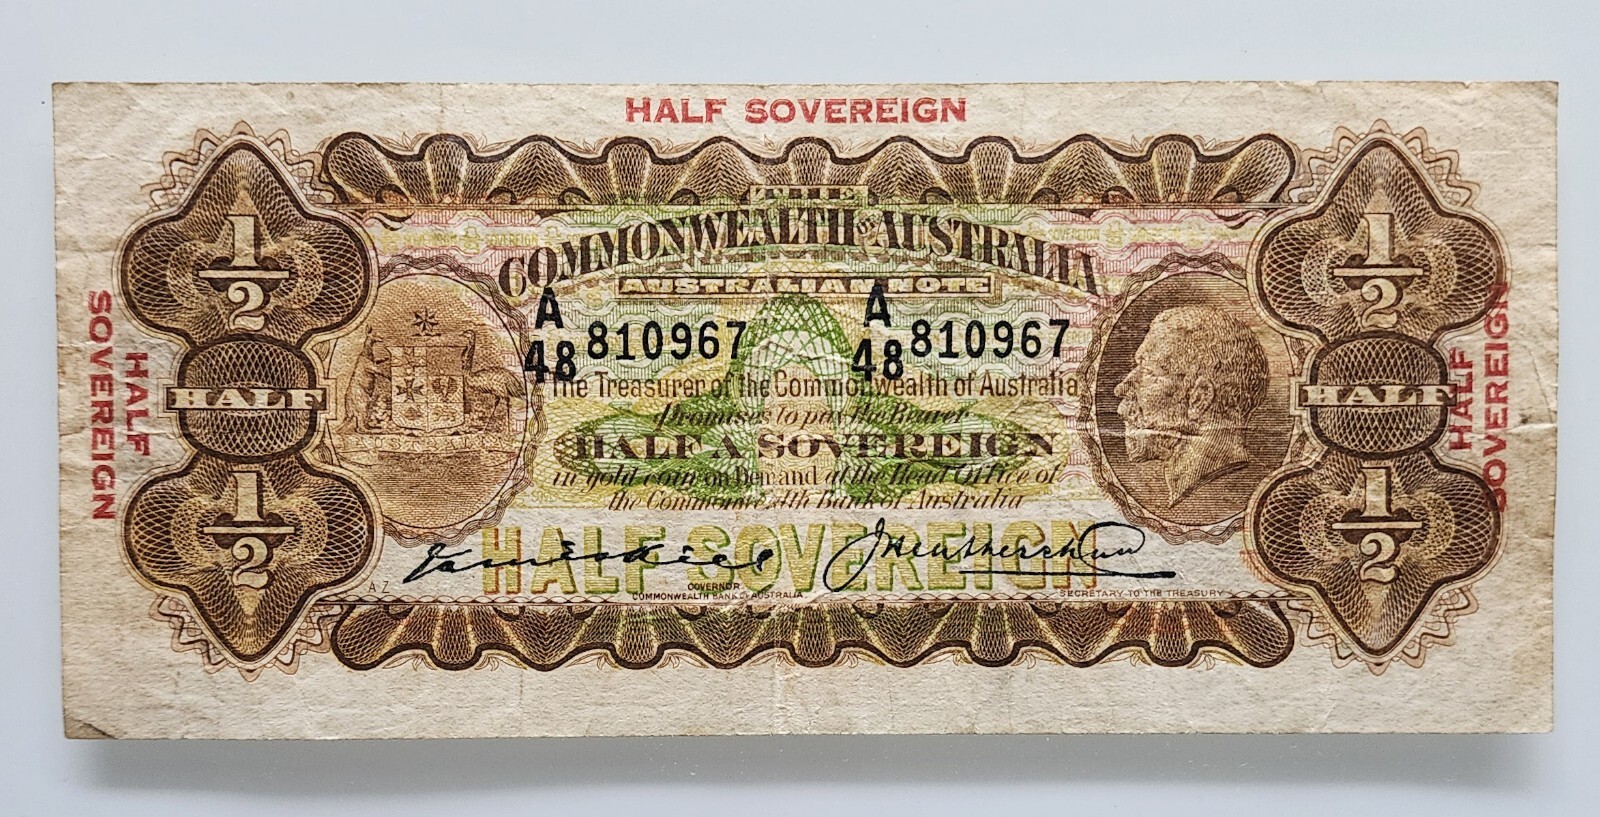 HALF SOVEREIGN
THE
COMMONWEALTH OF AUSTRALIA
AUSTRALIAN NOTE
1/2
1/2
A
48 810967
A
48 810967
HALF SOVEREIGN
HALF
HALF
HALF SOVEREIGN
The Treasurer of the Commonwealth of Australia
Promises to pay the Bearer
HALF A SOVEREIGN
in gold coin on Demand at the Head Office of
the Commonwealth Bank of Australia
1/2
1/2
HALF SOVEREIGN
A Z
GOVERNOR
COMMONWEALTH BANK OF AUSTRALIA
SECRETARY TO THE TREASURY